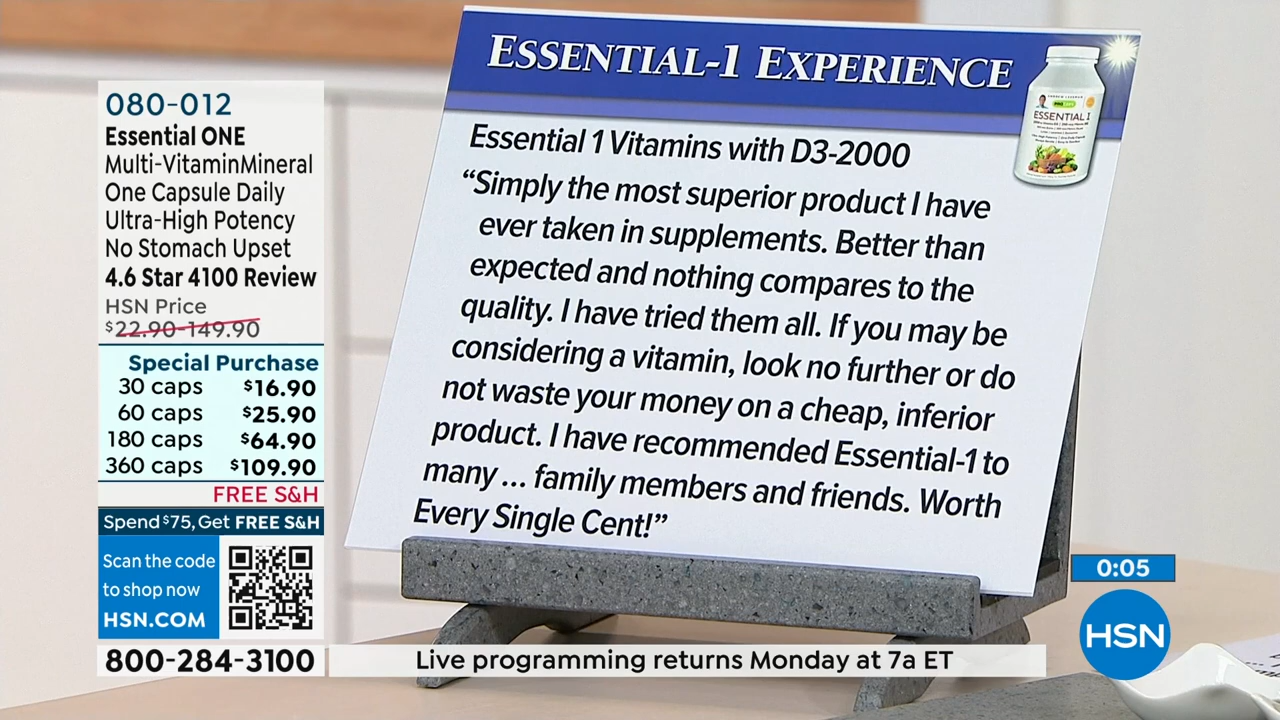 080-012
Essential ONE
Multi-VitaminMineral
One Capsule Daily
Ultra-High Potency
No Stomach Upset
4.6 Star 4100 Review
HSN Price
$22.90-149.90
Special Purchase
30 caps $16.90
60 caps $25.90
180 caps $64.90
360 caps $109.90
FREE S&H
Spend $75, Get FREE S&H
Scan the code
to shop now
HSN.COM
800-284-3100
ESSENTIAL-1 EXPERIENCE
ESSENTIAL 1
Essential 1 Vitamins with D3-2000
“Simply the most superior product I have
ever taken in supplements. Better than
expected and nothing compares to the
quality. I have tried them all. If you may be
considering a vitamin, look no further or do
not waste your money on a cheap, inferior
product. I have recommended Essential-1 to
many ... family members and friends. Worth
Every Single Cent!”
0:05
HSN
Live programming returns Monday at 7a ET